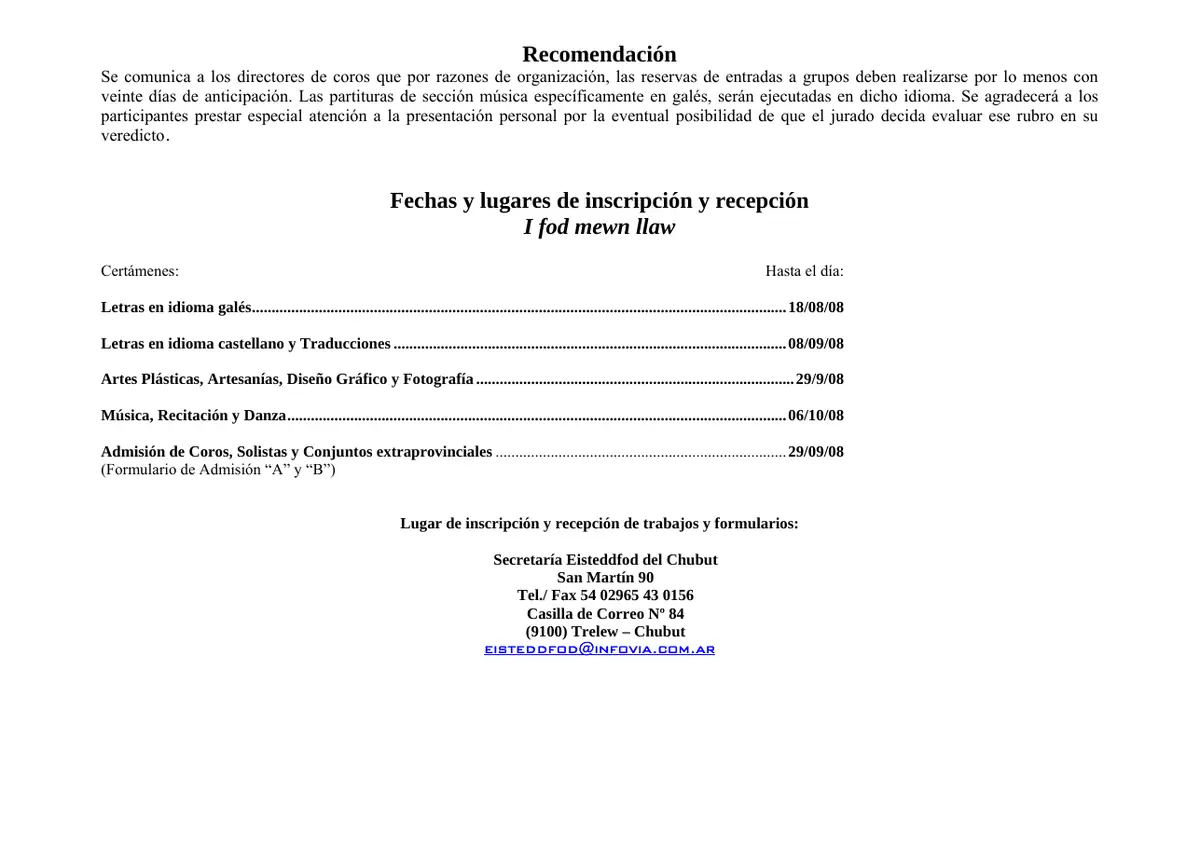 Recomendación
Se comunica a los directores de coros que por razones de organización, las reservas de entradas a grupos deben realizarse por lo menos con
veinte días de anticipación. Las partituras de sección música específicamente en galés, serán ejecutadas en dicho idioma. Se agradecerá a los
participantes prestar especial atención a la presentación personal por la eventual posibilidad de que el jurado decida evaluar ese rubro en su
veredicto.
Fechas y lugares de inscripción y recepción
I fod mewn llaw
Certámenes: Hasta el día:
Letras en idioma galés........................................................................................................................................18/08/08
Letras en idioma castellano y Traducciones ....................................................................................................08/09/08
Artes Plásticas, Artesanías, Diseño Gráfico y Fotografía .................................................................................29/9/08
Música, Recitación y Danza...............................................................................................................................06/10/08
Admisión de Coros, Solistas y Conjuntos extraprovinciales ..........................................................................29/09/08
(Formulario de Admisión “A” y “B”)
Lugar de inscripción y recepción de trabajos y formularios:
Secretaría Eisteddfod del Chubut
San Martín 90
Tel./ Fax 54 02965 43 0156
Casilla de Correo Nº 84
(9100) Trelew – Chubut
EISTEDDFOD@INFOVIA.COM.AR